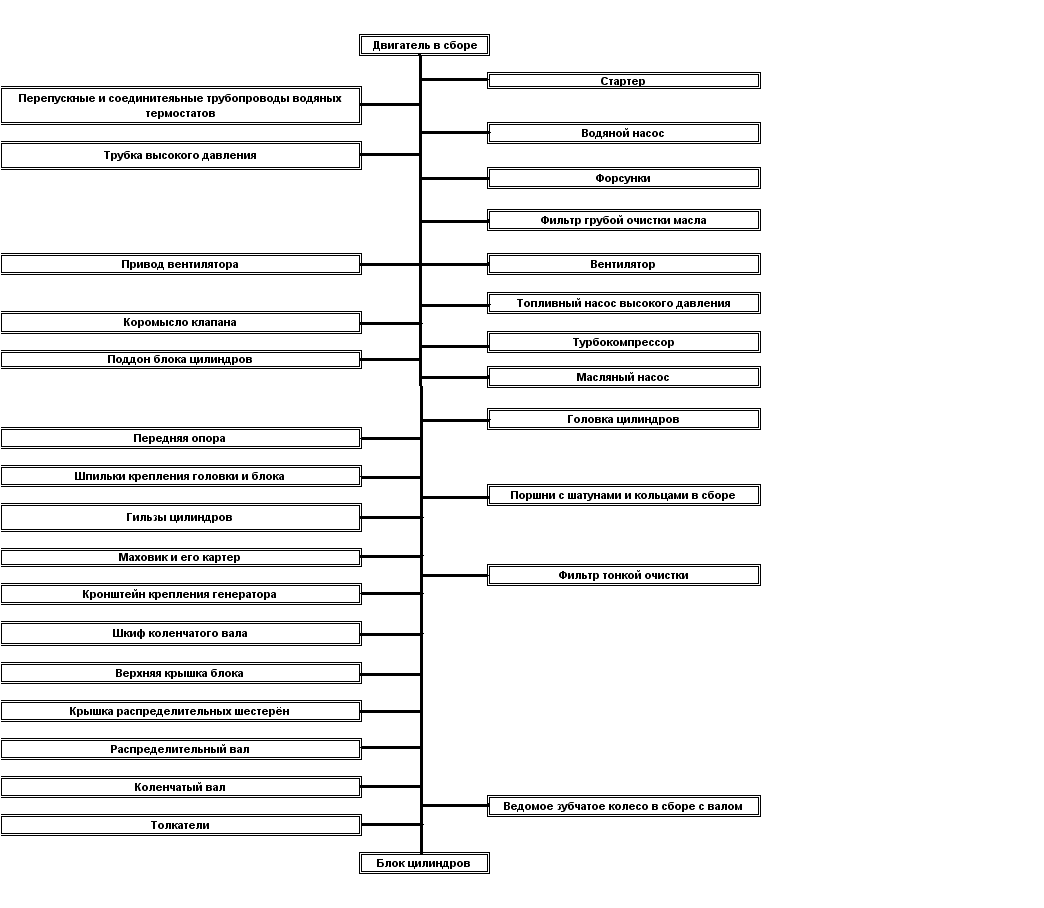 Двигатель в сборе
Стартер
Перепускные и соединительные трубопроводы водяных
термостатов
Водяной насос
Трубка высокого давления
Форсунки
Фильтр грубой очистки масла
Привод вентилятора
Вентилятор
Топливный насос высокого давления
Коромысло клапана
Турбокомпрессор
Поддон блока цилиндров
Масляный насос
Головка цилиндров
Передняя опора
Шпильки крепления головки и блока
Поршни с шатунами и кольцами в сборе
Гильзы цилиндров
Маховик и его картер
Фильтр тонкой очистки
Кронштейн крепления генератора
Шкиф коленчатого вала
Верхняя крышка блока
Крышка распределительных шестерён
Распределительный вал
Коленчатый вал
Ведомое зубчатое колесо в сборе с валом
Толкатели
Блок цилиндров